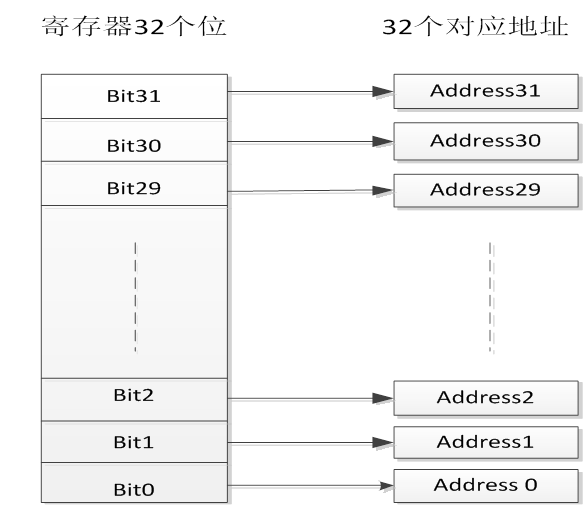 寄存器32个位 32个对应地址
Bit31 Address31
Bit30 Address30
Bit29 Address29
Bit2 Address2
Bit1 Address1
Bit0 Address 0